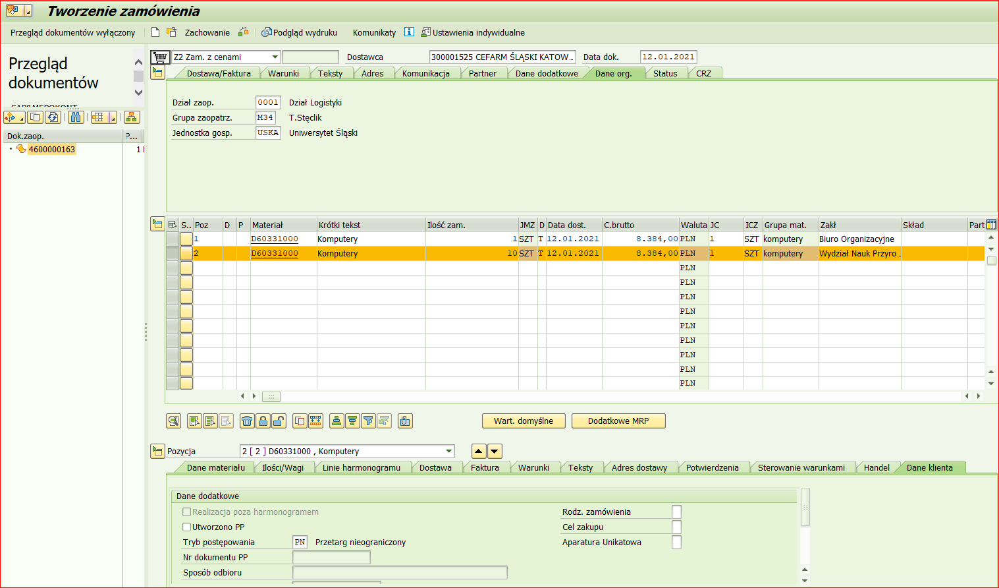 Tworzenie zamówienia
Przegląd dokumentów wyłączony Zachowanie Podgląd wydruku Komunikaty Ustawienia indywidualne
Przegląd
dokumentów
Dok.zaop. P...
4600000163 1
Z2 Zam. z cenami Dostawca 300001525 CEFARM ŚLĄSKI KATOW... Data dok. 12.01.2021
Dostawa/Faktura Warunki Teksty Adres Komunikacja Partner Dane dodatkowe Dane org. Status CRZ
Dział zaop. 0001 Dział Logistyki
Grupa zaopatrz. M34 T.Stęclik
Jednostka gosp. USKA Uniwersytet Śląski
S.. Poz D P Materiał Krótki tekst Ilość zam. JMZ D Data dost. C.brutto Waluta JC ICZ Grupa mat. Zakł Skład Part
1 D60331000 Komputery 1 SZT T 12.01.2021 8.384,00 PLN 1 SZT komputery Biuro Organizacyjne
2 D60331000 Komputery 10 SZT T 12.01.2021 8.384,00 PLN 1 SZT komputery Wydział Nauk Przyro...
PLN
PLN
PLN
PLN
PLN
PLN
PLN
PLN
PLN
Wart. domyślne Dodatkowe MRP
Pozycja 2 [ 2 ] D60331000 , Komputery
Dane materiału Ilości/Wagi Linie harmonogramu Dostawa Faktura Warunki Teksty Adres dostawy Potwierdzenia Sterowanie warunkami Handel Dane klienta
Dane dodatkowe
Realizacja poza harmonogramem Rodz. zamówienia
Utworzono PP Cel zakupu
Tryb postępowania PN Przetarg nieograniczony Aparatura Unikatowa
Nr dokumentu PP
Sposób odbioru